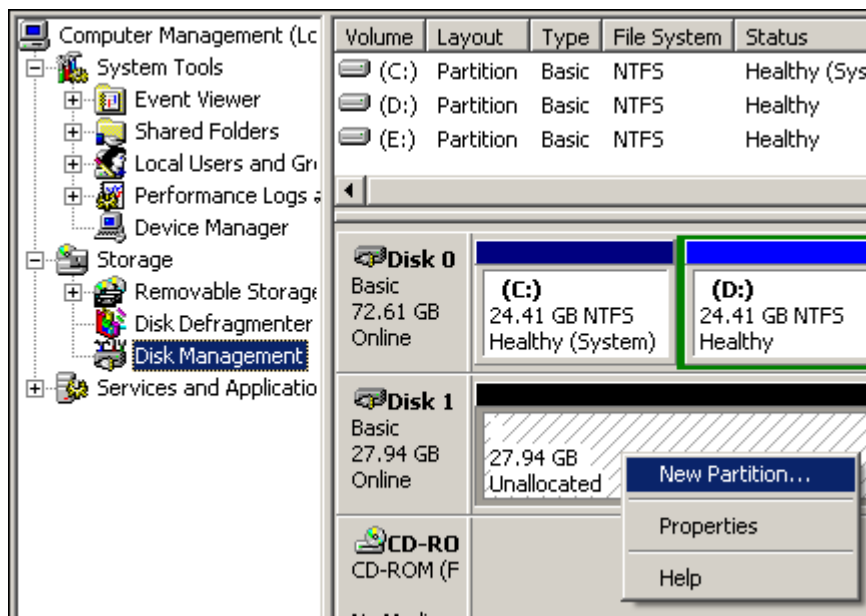 Computer Management (Lc
System Tools
Event Viewer
Shared Folders
Local Users and Gr
Performance Logs a
Device Manager
Storage
Removable Storage
Disk Defragmenter
Disk Management
Services and Applicatio
Volume Layout Type File System Status
(C:) Partition Basic NTFS Healthy (Sys
(D:) Partition Basic NTFS Healthy
(E:) Partition Basic NTFS Healthy
Disk 0
Basic
72.61 GB
Online
(C:)
24.41 GB NTFS
Healthy (System)
(D:)
24.41 GB NTFS
Healthy
Disk 1
Basic
27.94 GB
Online
27.94 GB
Unallocated
New Partition...
Properties
Help
CD-RO
CD-ROM (F